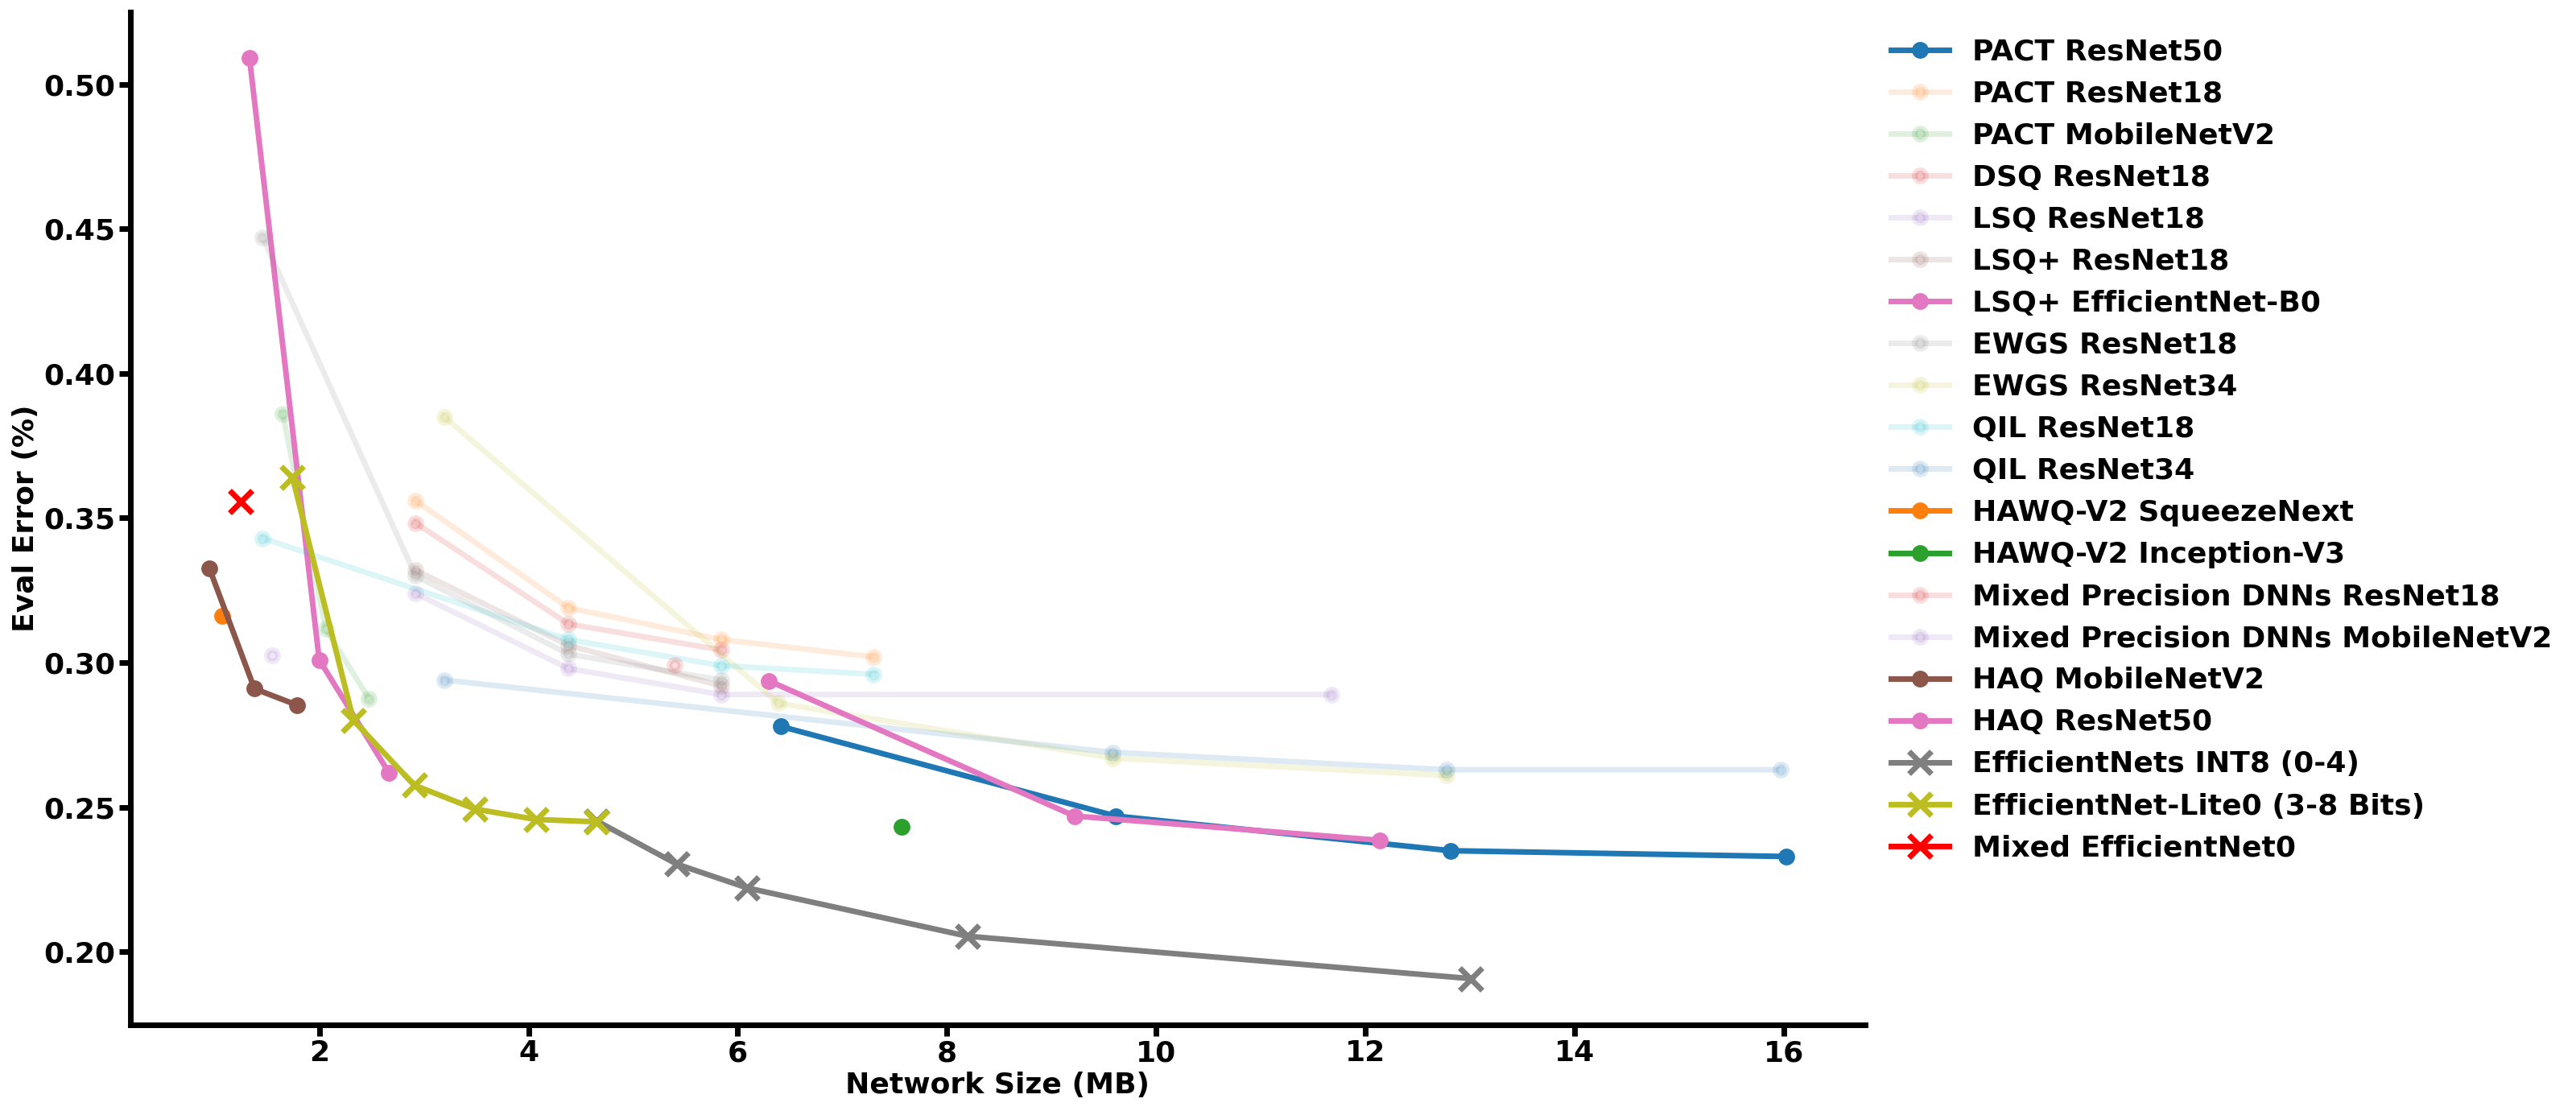 0.50
0.45
0.40
0.35
0.30
0.25
0.20
Eval Error (%)
2 4 6 8 10 12 14 16
Network Size (MB)
PACT ResNet50
PACT ResNet18
PACT MobileNetV2
DSQ ResNet18
LSQ ResNet18
LSQ+ ResNet18
LSQ+ EfficientNet-B0
EWGS ResNet18
EWGS ResNet34
QIL ResNet18
QIL ResNet34
HAWQ-V2 SqueezeNext
HAWQ-V2 Inception-V3
Mixed Precision DNNs ResNet18
Mixed Precision DNNs MobileNetV2
HAQ MobileNetV2
HAQ ResNet50
EfficientNets INT8 (0-4)
EfficientNet-Lite0 (3-8 Bits)
Mixed EfficientNet0